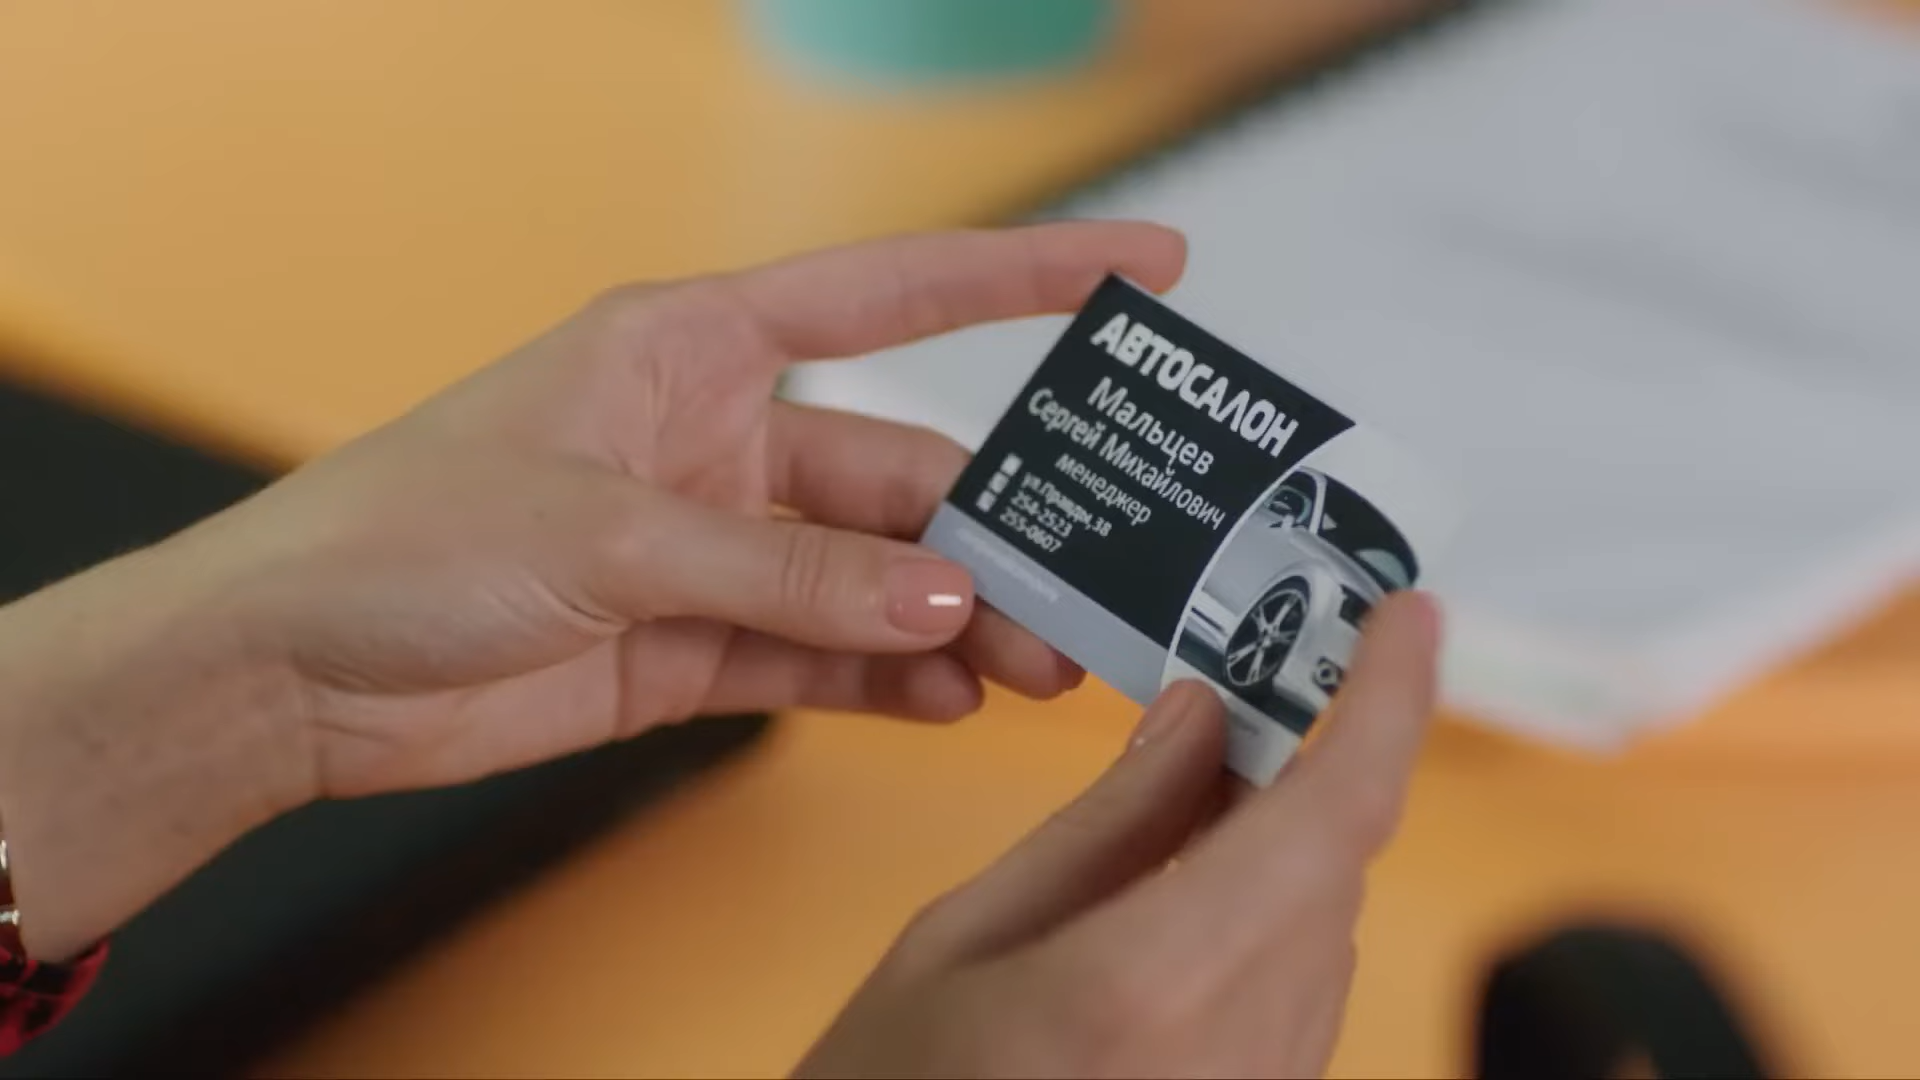 АВТОСАЛОН
Мальцев
Сергей Михайлович
менеджер
ул.Правды,38
254-2523
255-0607